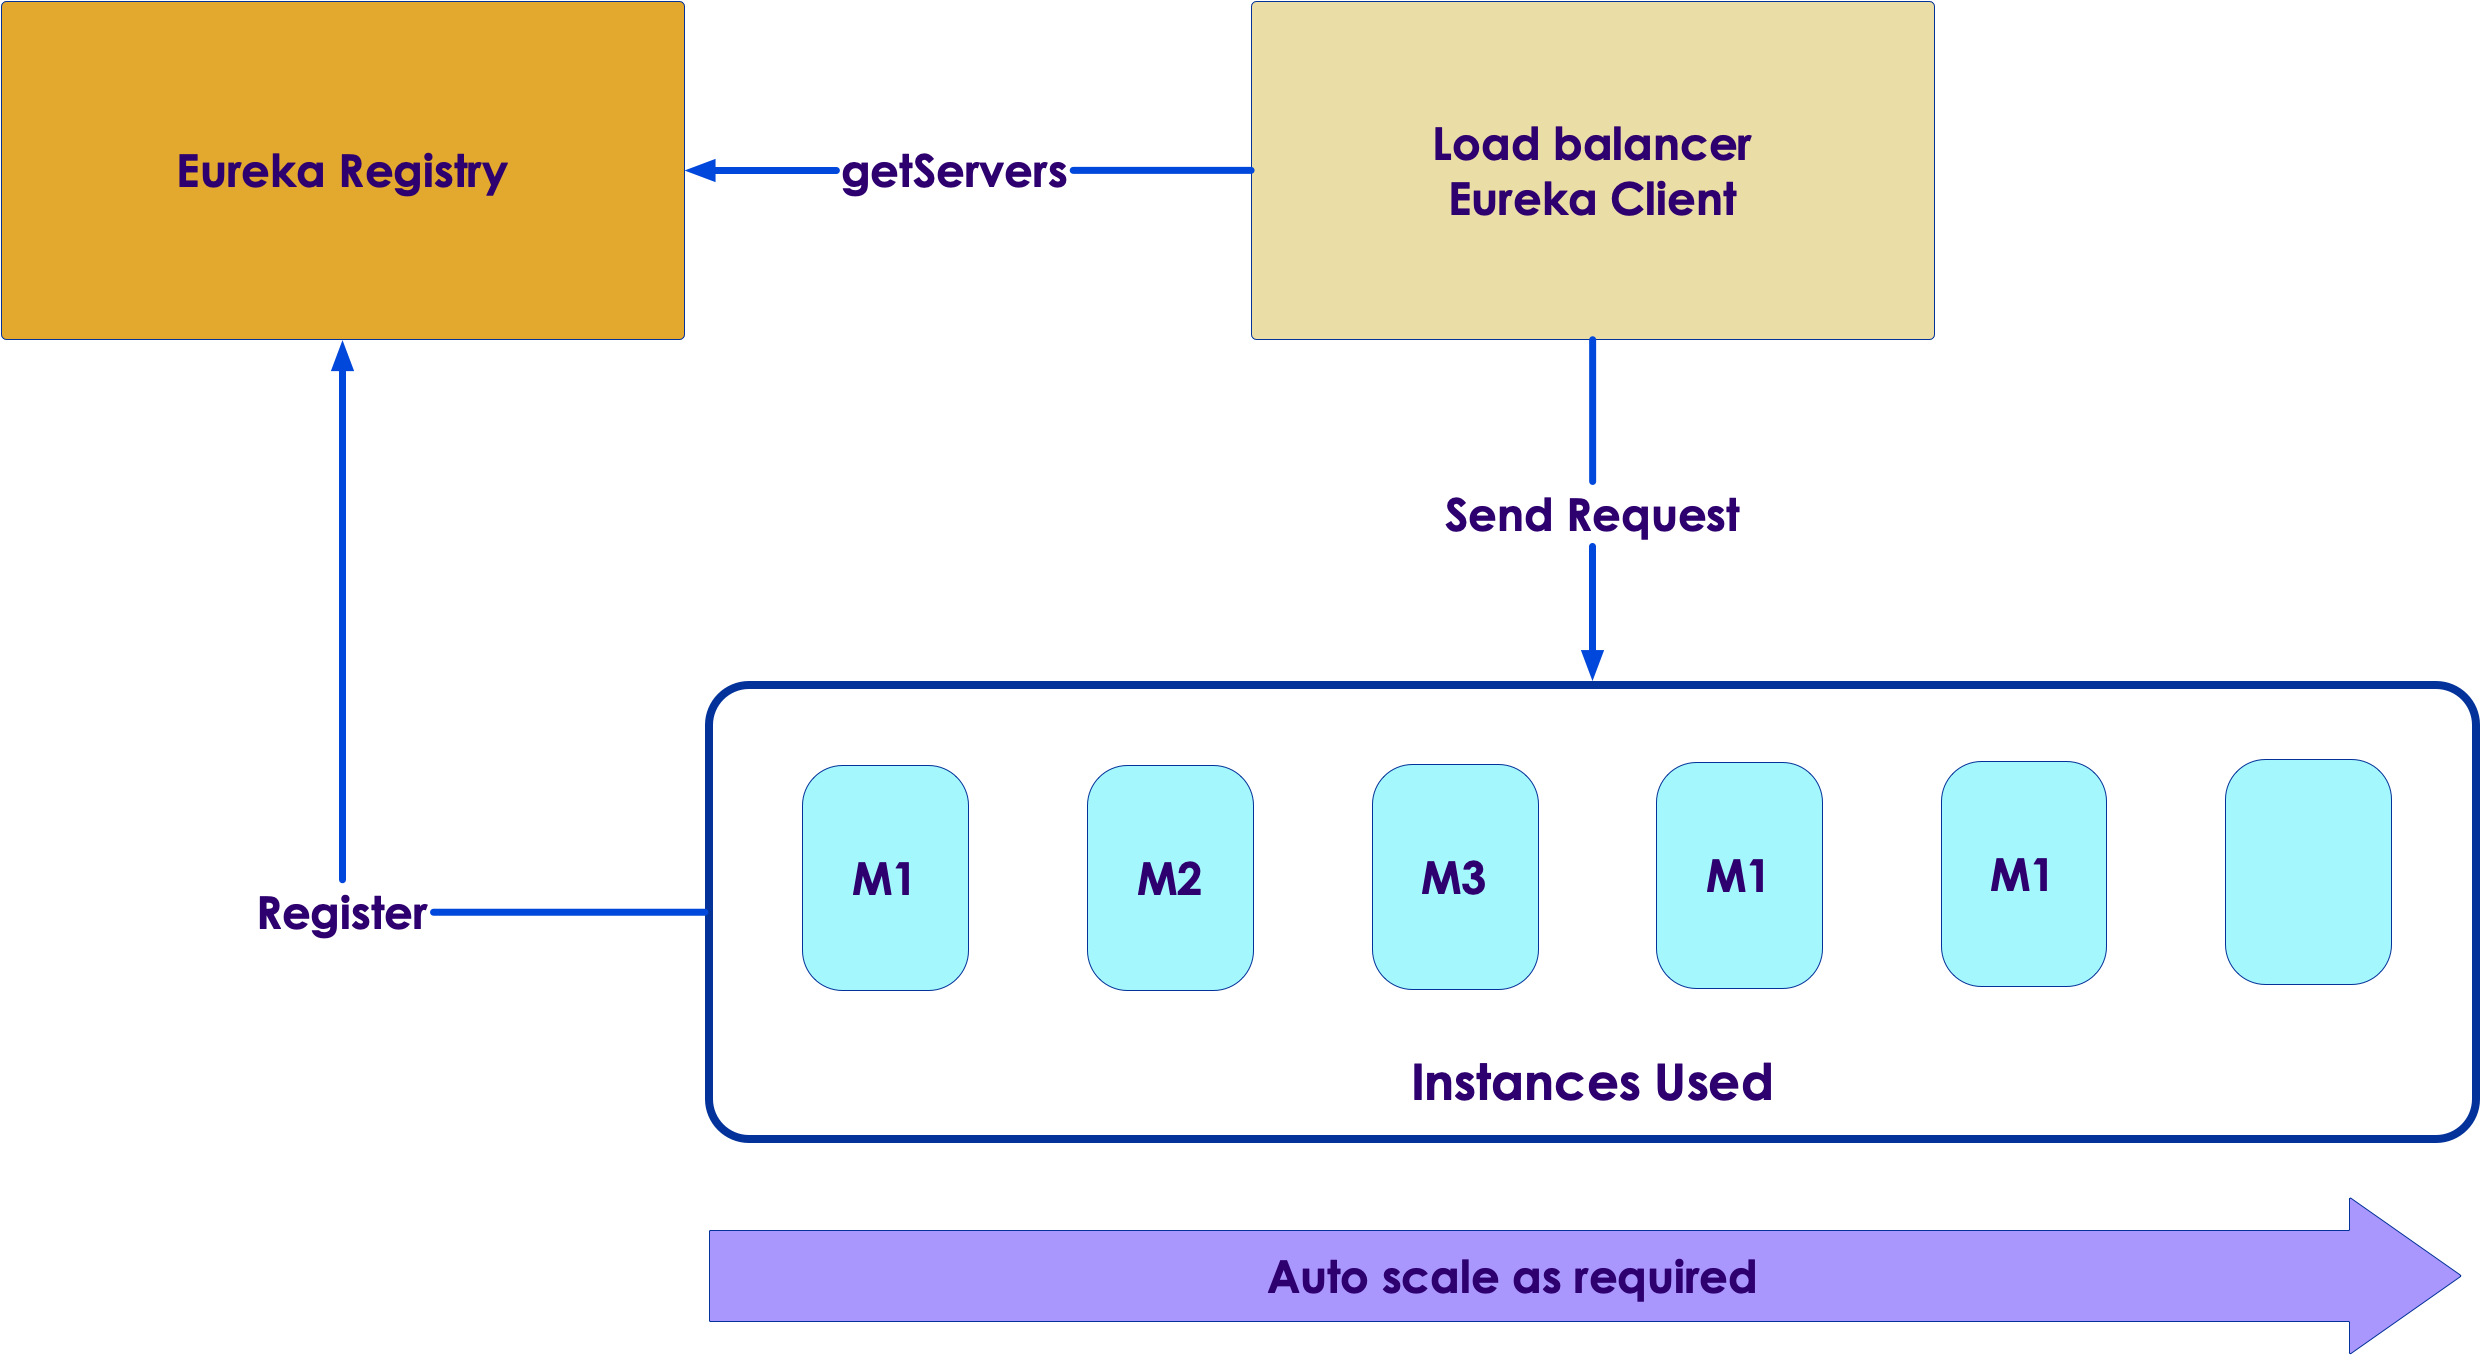 Eureka Registry
getServers
Load balancer
Eureka Client
Send Request
Register
M1
M2
M3
M1
M1
Instances Used
Auto scale as required